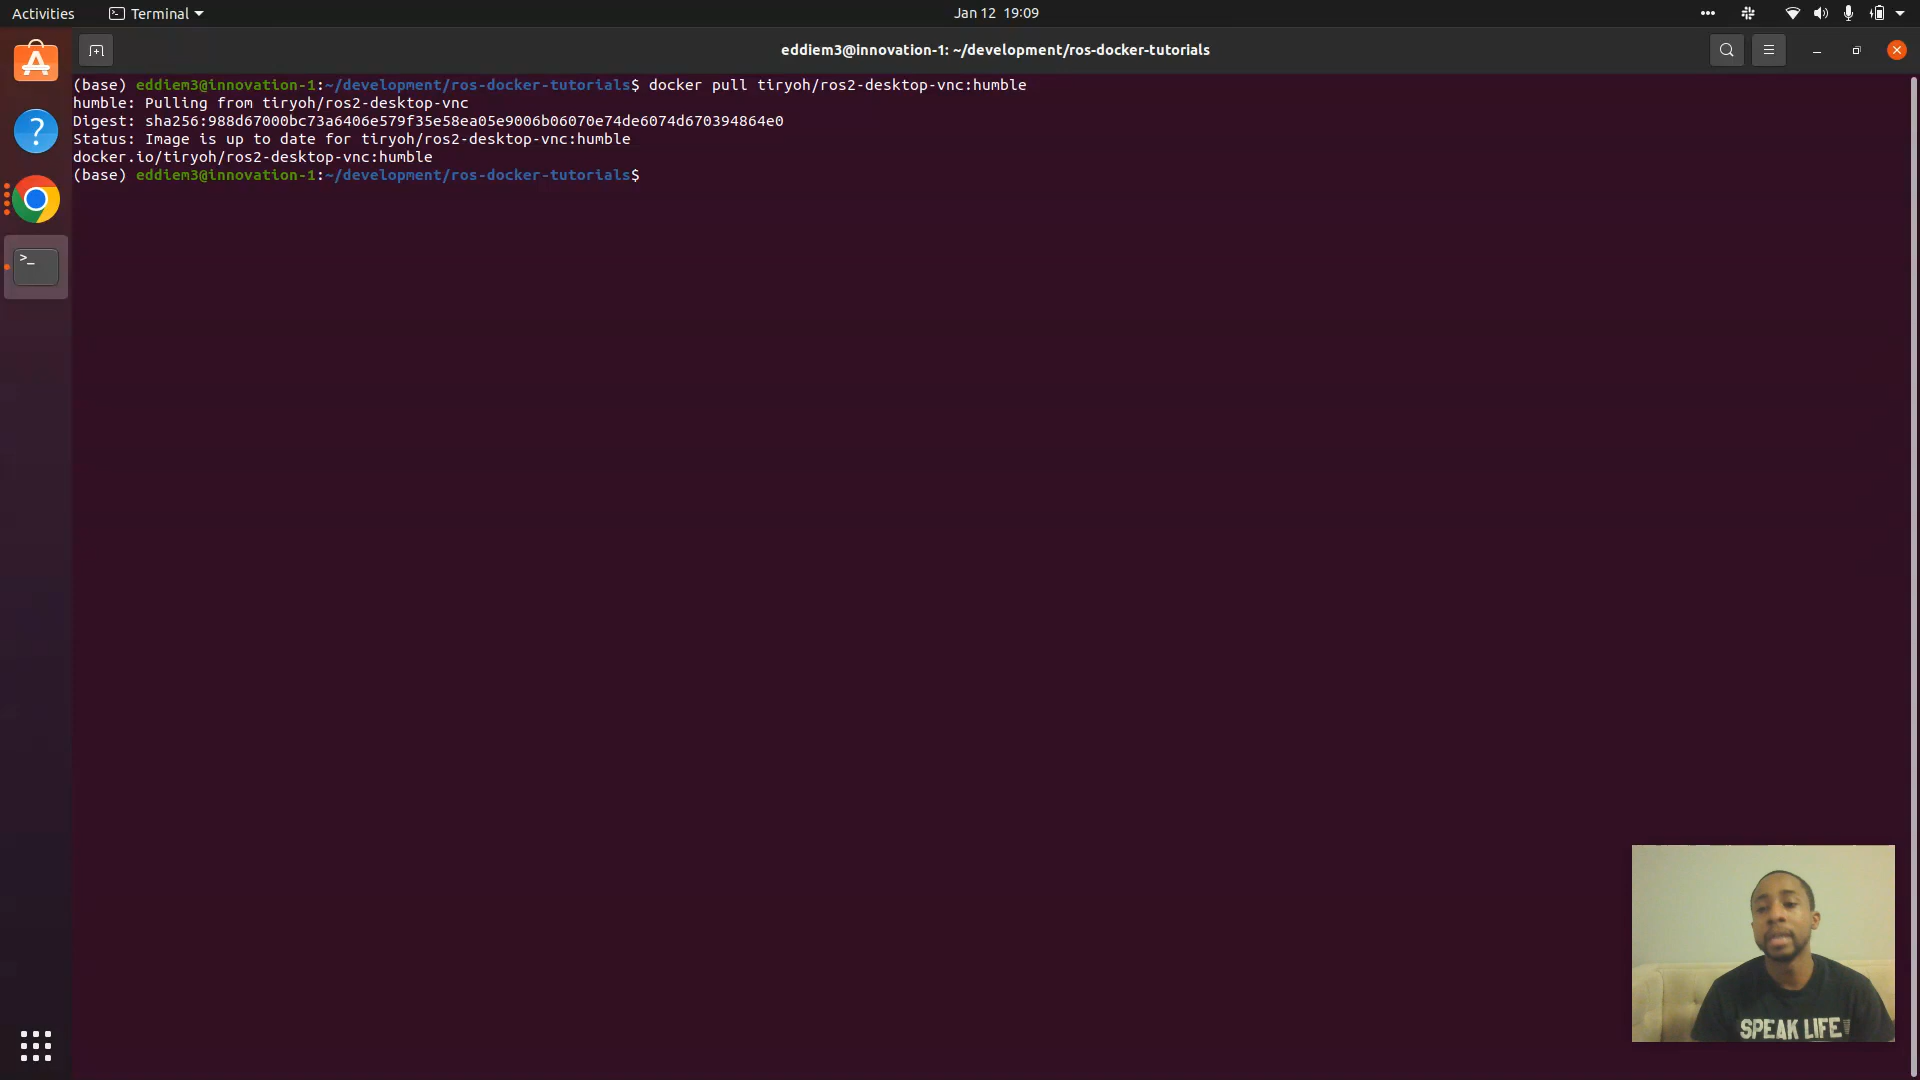 Activities
Terminal
Jan 12 19:09
eddiem3@innovation-1: ~/development/ros-docker-tutorials
(base) eddiem3@innovation-1:~/development/ros-docker-tutorials$ docker pull tiryoh/ros2-desktop-vnc:humble
humble: Pulling from tiryoh/ros2-desktop-vnc
Digest: sha256:988d67000bc73a6406e579f35e58ea05e9006b06070e74de6074d670394864e0
Status: Image is up to date for tiryoh/ros2-desktop-vnc:humble
docker.io/tiryoh/ros2-desktop-vnc:humble
(base) eddiem3@innovation-1:~/development/ros-docker-tutorials$
SPEAK LIFE